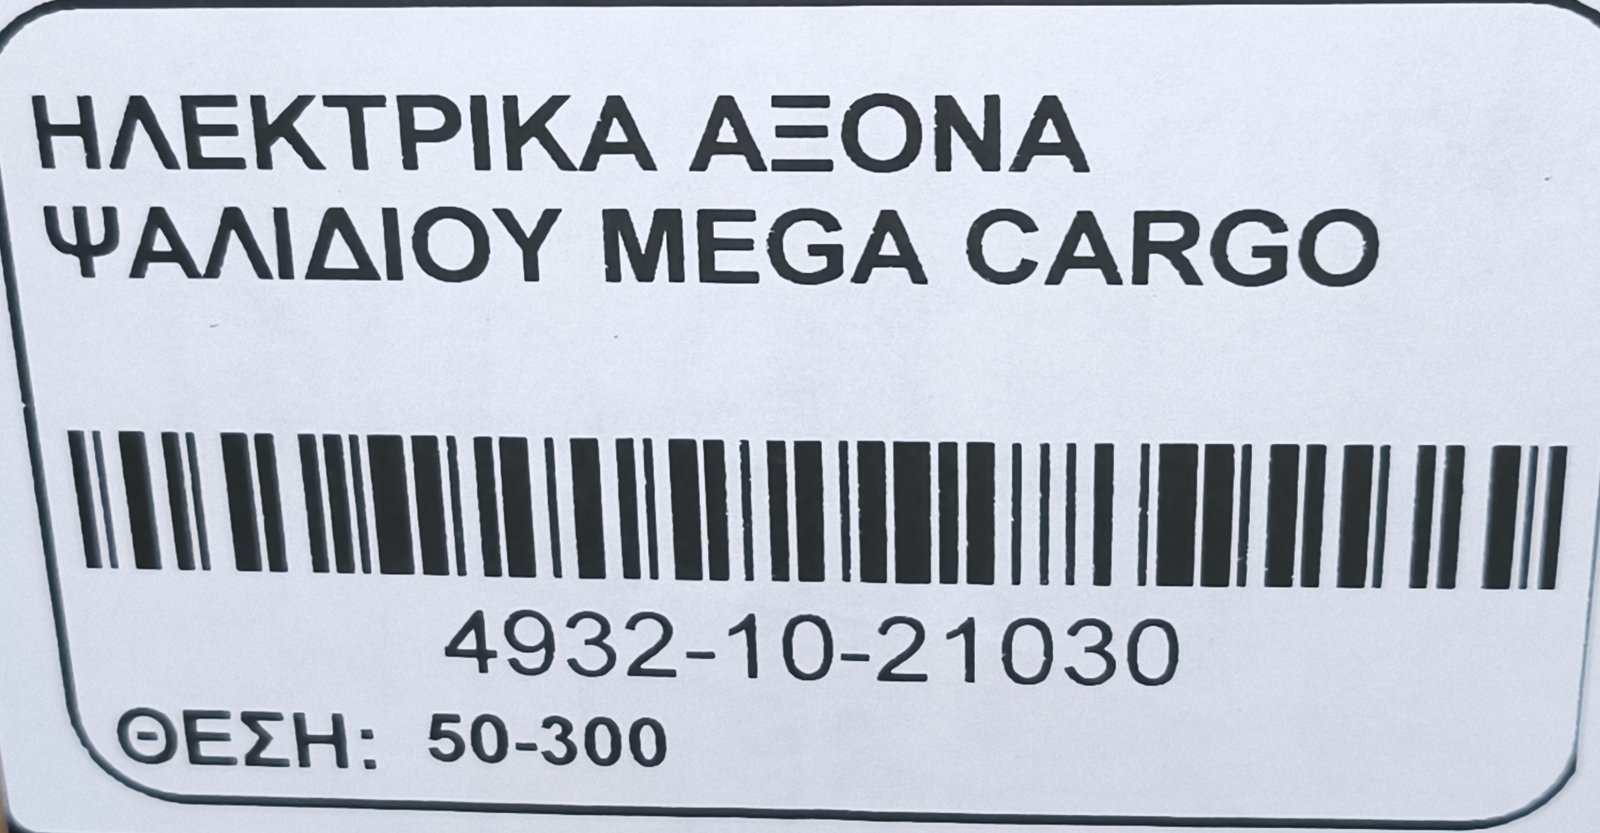 ΗΛΕΚΤΡΙΚΑ ΑΞΟΝΑ
ΨΑΛΙΔΙΟΥ MEGA CARGO
4932-10-21030
ΘΕΣΗ: 50-300